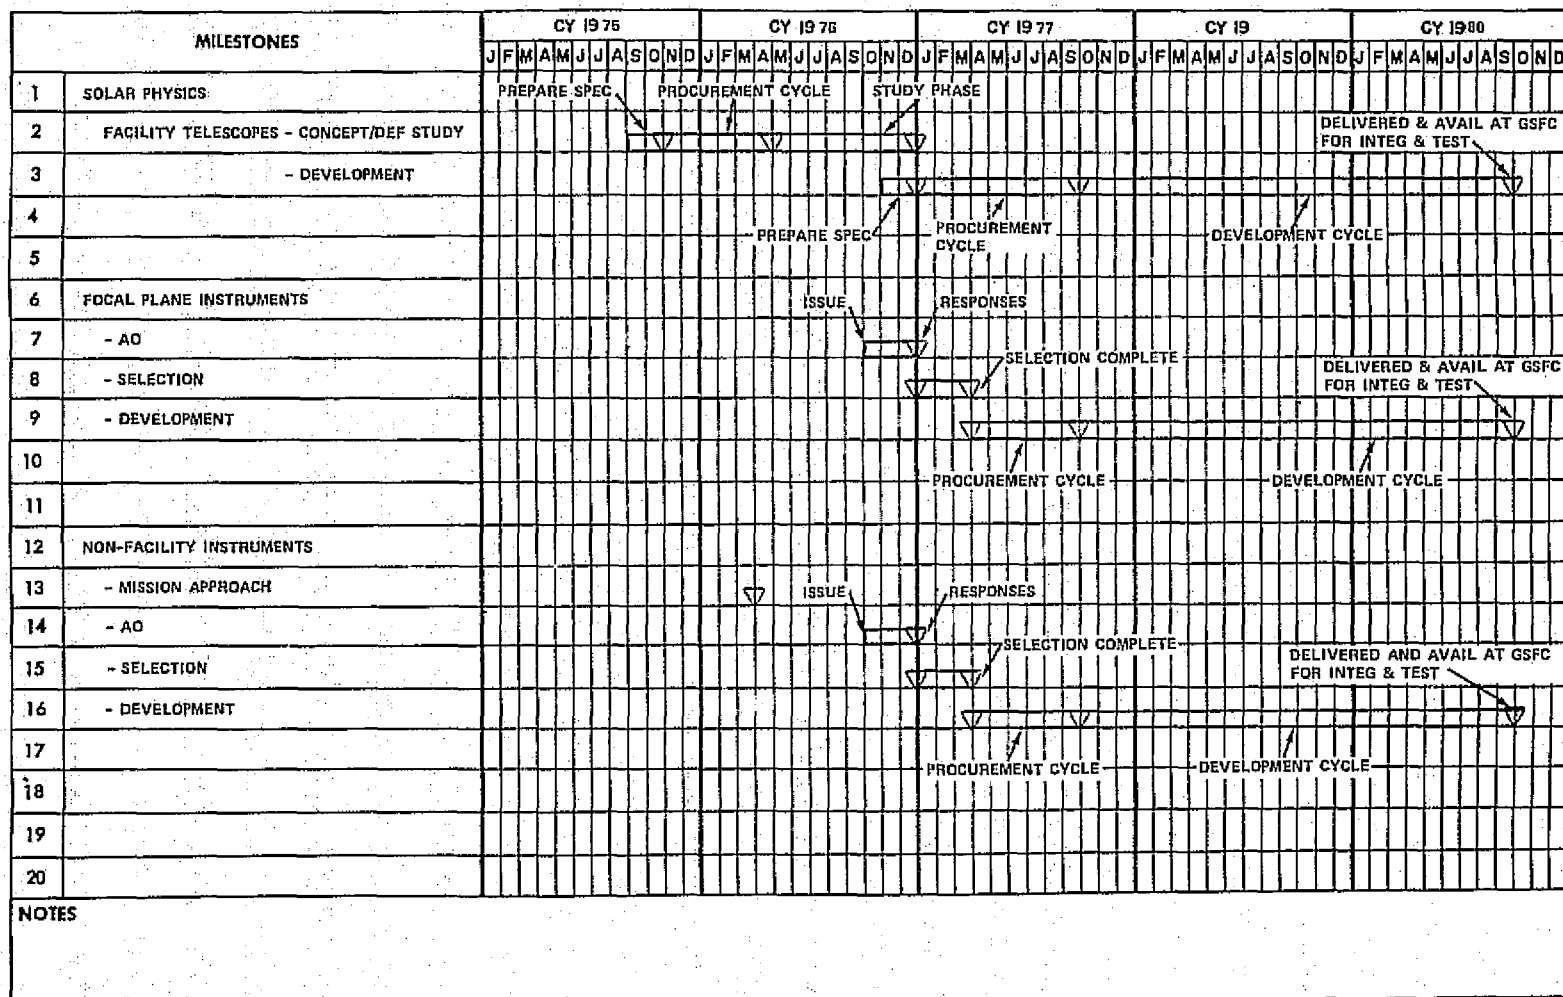 MILESTONES
CY 1975 CY 1976 CY 1977 CY 19 CY 1980
J F M A M J J A S O N D J F M A M J J A S O N D J F M A M J J A S O N D J F M A M J J A S O N D J F M A M J J A S O N D
1 SOLAR PHYSICS
PREPARE SPEC PROCUREMENT CYCLE STUDY PHASE
2 FACILITY TELESCOPES - CONCEPT/DEF STUDY
DELIVERED & AVAIL AT GSFC
FOR INTEG & TEST
3 - DEVELOPMENT
4
PREPARE SPEC
PROCUREMENT
CYCLE
DEVELOPMENT CYCLE
5
6 FOCAL PLANE INSTRUMENTS
ISSUE RESPONSES
7 - AO
SELECTION COMPLETE
8 - SELECTION
DELIVERED & AVAIL AT GSFC
FOR INTEG & TEST
9 - DEVELOPMENT
10
PROCUREMENT CYCLE DEVELOPMENT CYCLE
11
12 NON-FACILITY INSTRUMENTS
13 - MISSION APPROACH
ISSUE RESPONSES
14 - AO
SELECTION COMPLETE
15 - SELECTION
DELIVERED AND AVAIL AT GSFC
FOR INTEG & TEST
16 - DEVELOPMENT
17
PROCUREMENT CYCLE DEVELOPMENT CYCLE
18
19
20
NOTES